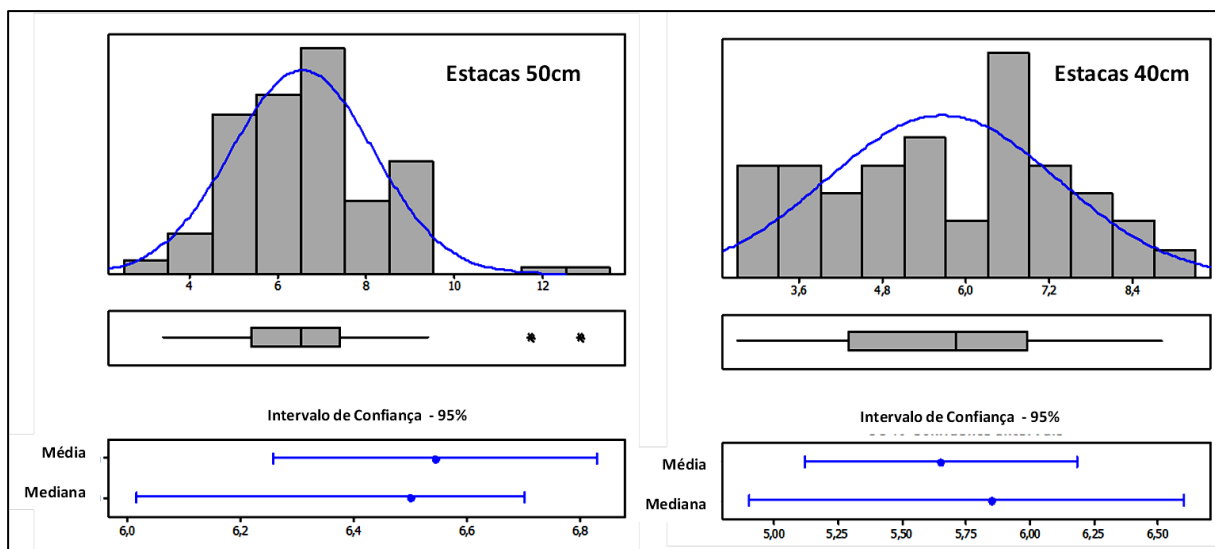 Estacas 50cm
4 6 8 10 12
Intervalo de Confiança - 95%
Média
Mediana
6,0 6,2 6,4 6,6 6,8
Estacas 40cm
3,6 4,8 6,0 7,2 8,4
Intervalo de Confiança - 95%
Média
Mediana
5,00 5,25 5,50 5,75 6,00 6,25 6,50